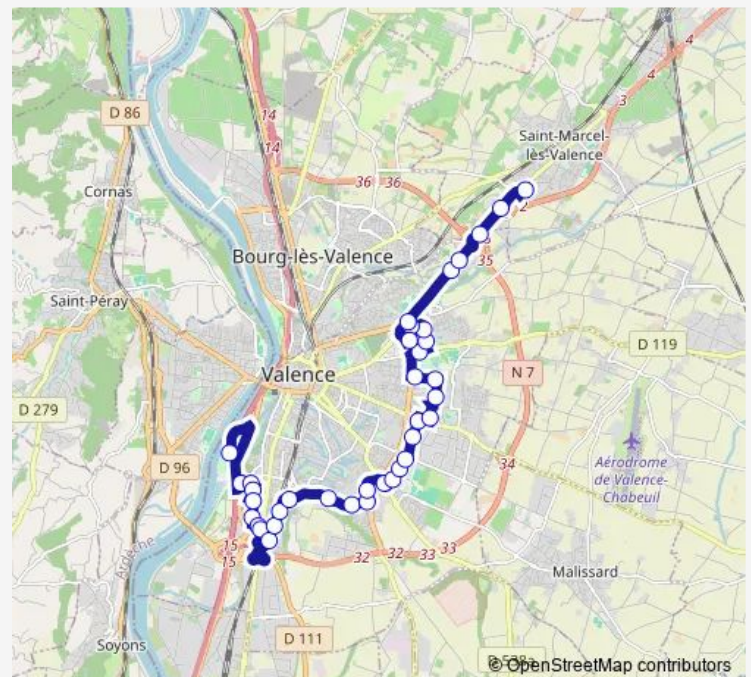 4
4
3
D 86
14
14
Saint-Marcel-
lès-Valence
36 36
Cornas
2
Bourg-lès-Valence
35
Saint-Péray
D 119
Valence
N 7
D 279
34
Aérodrome
de Valence-
Chabeuil
D 96
15
15
32 32 33 33
Ardèche
Malissard
D 111
Soyons
D 538a
© OpenStreetMap contributors